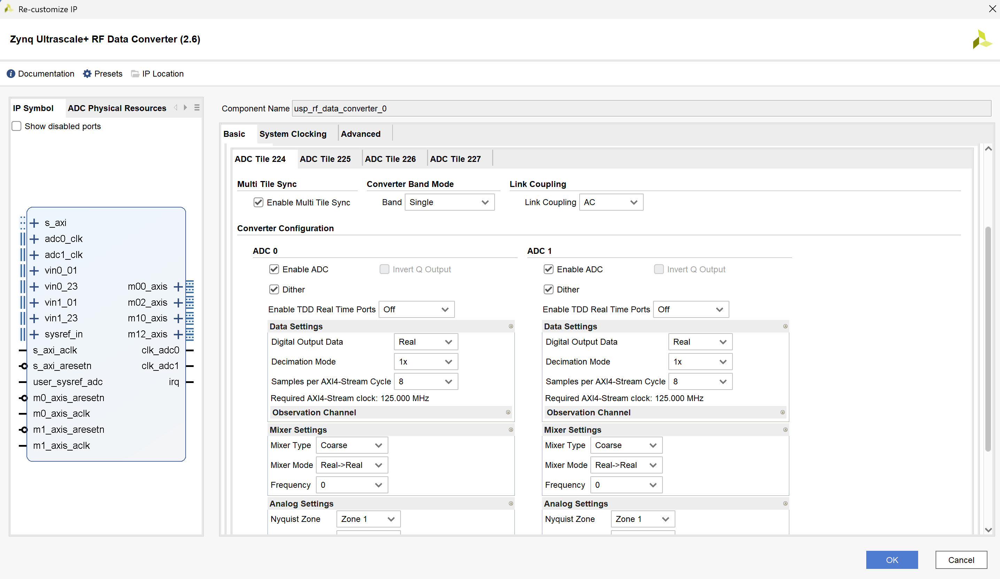 Re-customize IP
Zynq Ultrascale+ RF Data Converter (2.6)
Documentation Presets IP Location
IP Symbol ADC Physical Resources
Show disabled ports
s_axi
adc0_clk
adc1_clk
vin0_01
vin0_23 m00_axis
vin1_01 m02_axis
vin1_23 m10_axis
sysref_in m12_axis
s_axi_aclk clk_adc0
s_axi_aresetn clk_adc1
user_sysref_adc irq
m0_axis_aresetn
m0_axis_aclk
m1_axis_aresetn
m1_axis_aclk
Component Name usp_rf_data_converter_0
Basic System Clocking Advanced
ADC Tile 224 ADC Tile 225 ADC Tile 226 ADC Tile 227
Multi Tile Sync Converter Band Mode Link Coupling
Enable Multi Tile Sync Band Single Link Coupling AC
Converter Configuration
ADC 0
Enable ADC Invert Q Output
Dither
Enable TDD Real Time Ports Off
Data Settings
Digital Output Data Real
Decimation Mode 1x
Samples per AXI4-Stream Cycle 8
Required AXI4-Stream clock: 125.000 MHz
Observation Channel
Mixer Settings
Mixer Type Coarse
Mixer Mode Real->Real
Frequency 0
Analog Settings
Nyquist Zone Zone 1
ADC 1
Enable ADC Invert Q Output
Dither
Enable TDD Real Time Ports Off
Data Settings
Digital Output Data Real
Decimation Mode 1x
Samples per AXI4-Stream Cycle 8
Required AXI4-Stream clock: 125.000 MHz
Observation Channel
Mixer Settings
Mixer Type Coarse
Mixer Mode Real->Real
Frequency 0
Analog Settings
Nyquist Zone Zone 1
OK Cancel